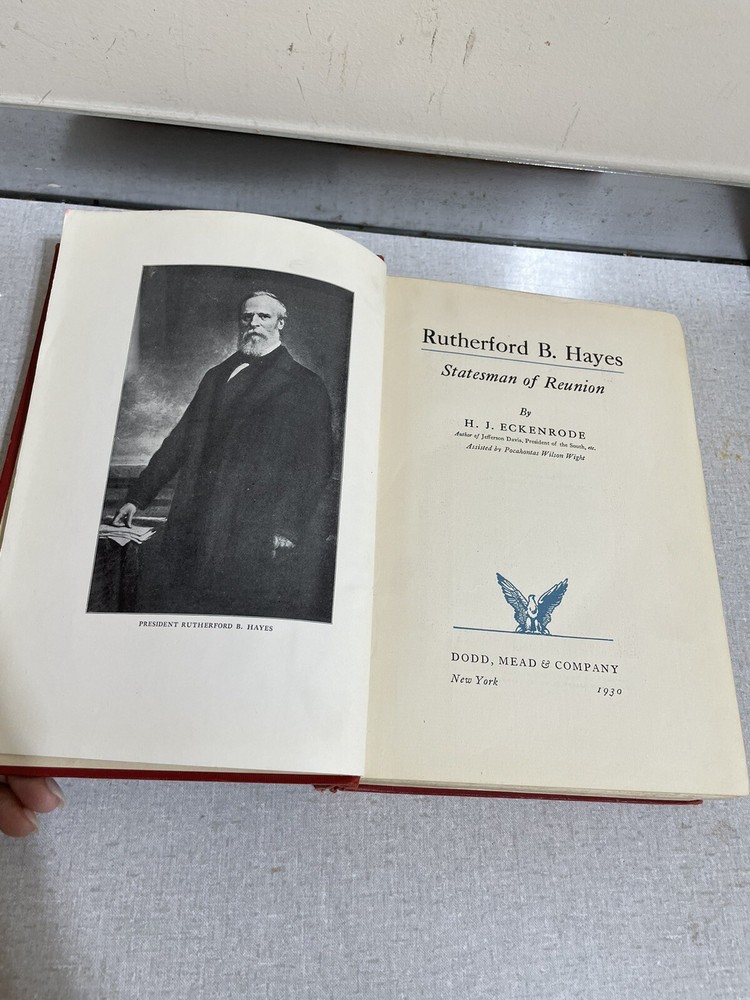 PRESIDENT RUTHERFORD B. HAYES
Rutherford B. Hayes
Statesman of Reunion
By
H. J. ECKENRODE
Author of Jefferson Davis, President of the South, etc.
Assisted by Pocahontas Wilson Wight
DODD, MEAD & COMPANY
New York 1930